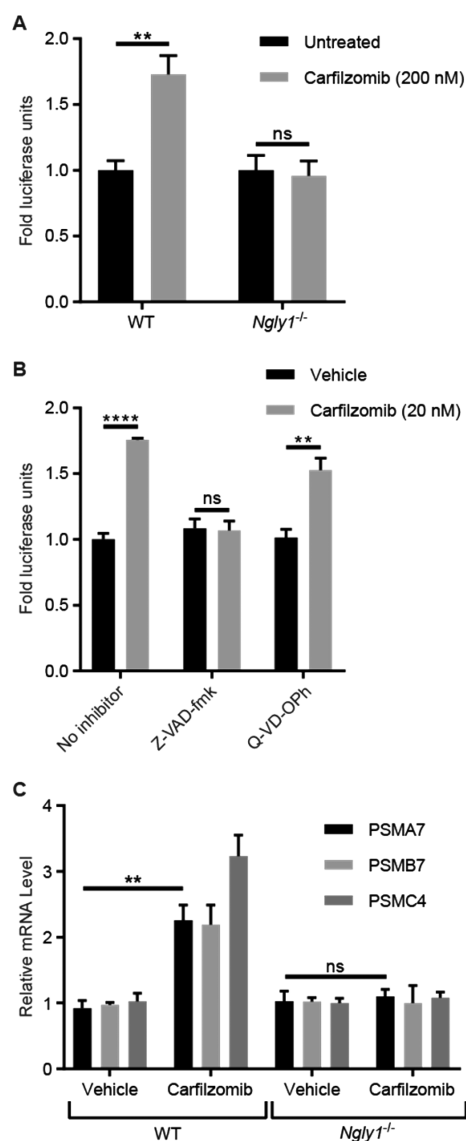 A
Untreated
Carfilzomib (200 nM)
Fold luciferase units
2.0
1.5
1.0
0.5
0.0
**
ns
WT
Ngly1-/-
B
Vehicle
Carfilzomib (20 nM)
Fold luciferase units
2.0
1.5
1.0
0.5
0.0
****
ns
**
No inhibitor
Z-VAD-fmk
Q-VD-OPh
C
PSMA7
PSMB7
PSMC4
Relative mRNA Level
4
3
2
1
0
**
ns
Vehicle Carfilzomib Vehicle Carfilzomib
WT Ngly1-/-